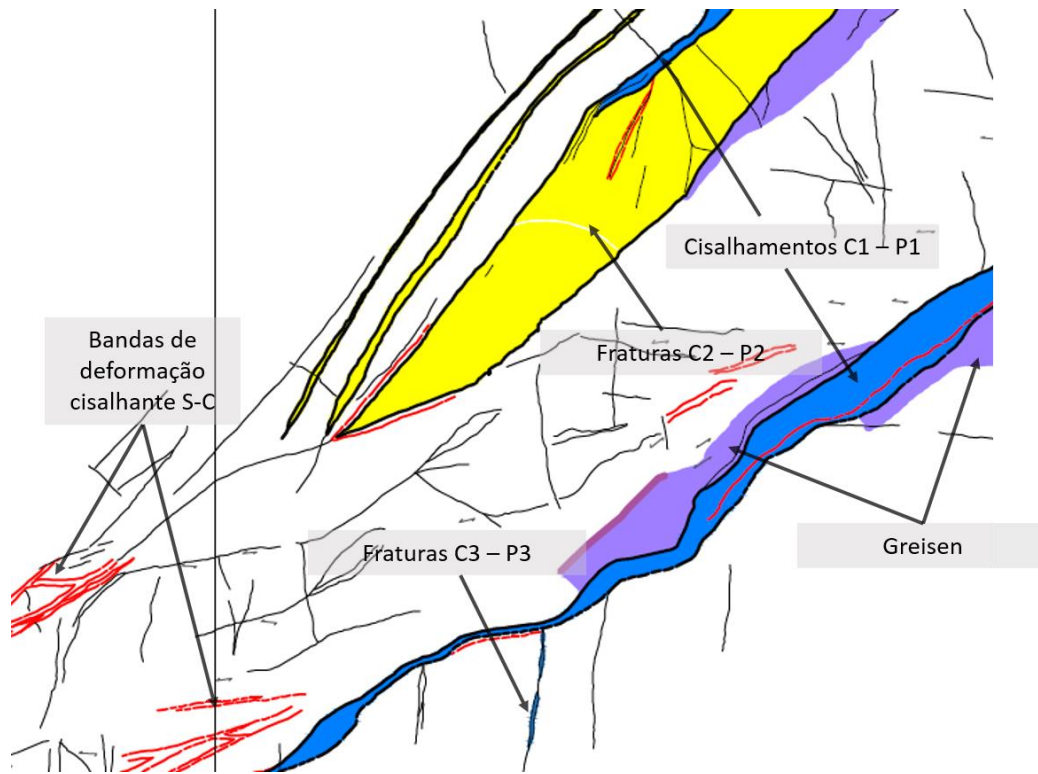 Cisalhamentos C1 – P1
Bandas de
deformação
cisalhante S-C
Fraturas C2 – P2
Fraturas C3 – P3
Greisen